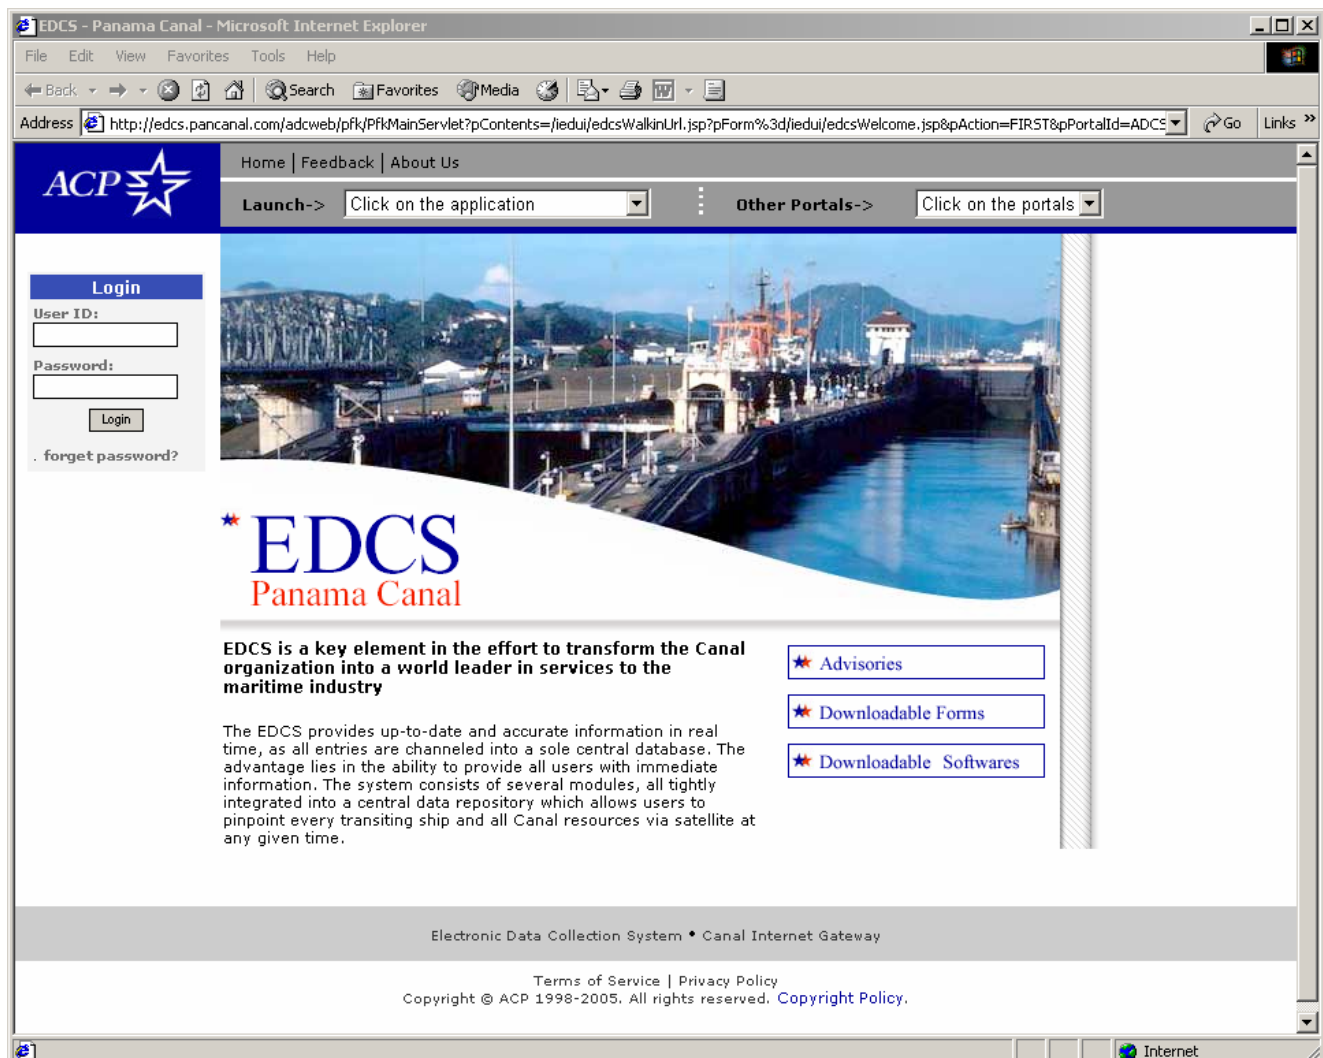 EDCS - Panama Canal - Microsoft Internet Explorer
File Edit View Favorites Tools Help
Back Search Favorites Media
Address http://edcs.pancanal.com/adcweb/pfk/PfkMainServlet?pContents=/iedui/edcsWalkinUrl.jsp?pForm%3d/iedui/edcsWelcome.jsp&pAction=FIRST&pPortalId=ADCS Go Links »
ACP
Home | Feedback | About Us
Launch-> Click on the application Other Portals-> Click on the portals
Login
User ID:
Password:
Login
. forget password?
EDCS
Panama Canal
EDCS is a key element in the effort to transform the Canal
organization into a world leader in services to the
maritime industry
The EDCS provides up-to-date and accurate information in real
time, as all entries are channeled into a sole central database. The
advantage lies in the ability to provide all users with immediate
information. The system consists of several modules, all tightly
integrated into a central data repository which allows users to
pinpoint every transiting ship and all Canal resources via satellite at
any given time.
Advisories
Downloadable Forms
Downloadable Softwares
Electronic Data Collection System • Canal Internet Gateway
Terms of Service | Privacy Policy
Copyright © ACP 1998-2005. All rights reserved. Copyright Policy.
Internet